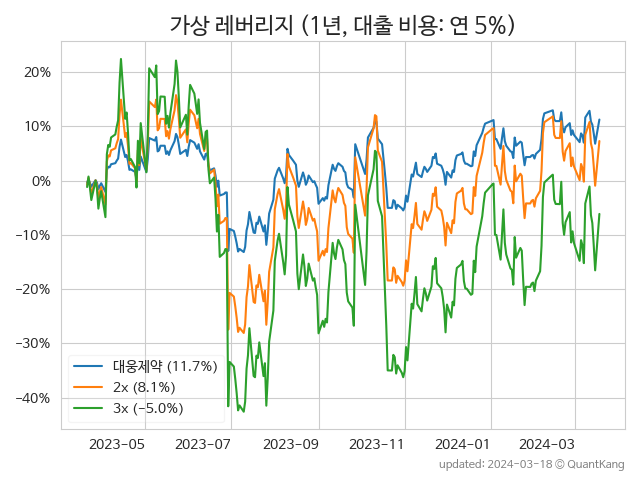 가상 레버리지 (1년, 대출 비용: 연 5%)
20%
10%
0%
−10%
−20%
−30%
−40%
대웅제약 (11.7%)
2x (8.1%)
3x (−5.0%)
2023-05
2023-07
2023-09
2023-11
2024-01
2024-03
updated: 2024-03-18 © QuantKang